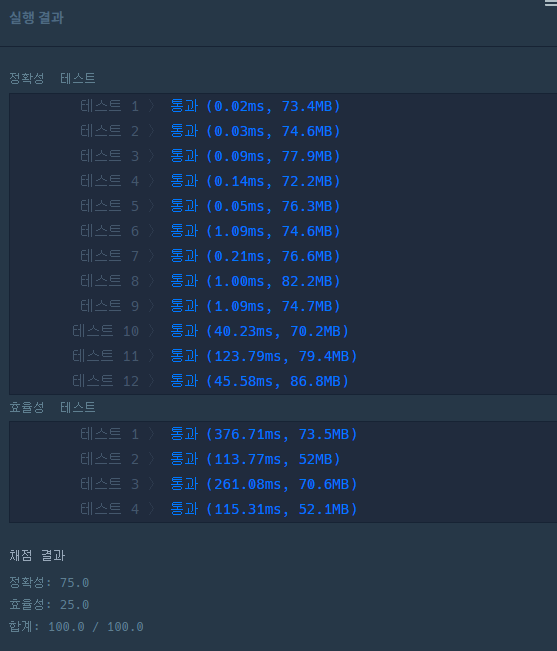 실행 결과
정확성 테스트
테스트 1 〉 통과 (0.02ms, 73.4MB)
테스트 2 〉 통과 (0.03ms, 74.6MB)
테스트 3 〉 통과 (0.09ms, 77.9MB)
테스트 4 〉 통과 (0.14ms, 72.2MB)
테스트 5 〉 통과 (0.05ms, 76.3MB)
테스트 6 〉 통과 (1.09ms, 74.6MB)
테스트 7 〉 통과 (0.21ms, 76.6MB)
테스트 8 〉 통과 (1.00ms, 82.2MB)
테스트 9 〉 통과 (1.09ms, 74.7MB)
테스트 10 〉 통과 (40.23ms, 70.2MB)
테스트 11 〉 통과 (123.79ms, 79.4MB)
테스트 12 〉 통과 (45.58ms, 86.8MB)
효율성 테스트
테스트 1 〉 통과 (376.71ms, 73.5MB)
테스트 2 〉 통과 (113.77ms, 52MB)
테스트 3 〉 통과 (261.08ms, 70.6MB)
테스트 4 〉 통과 (115.31ms, 52.1MB)
채점 결과
정확성: 75.0
효율성: 25.0
합계: 100.0 / 100.0